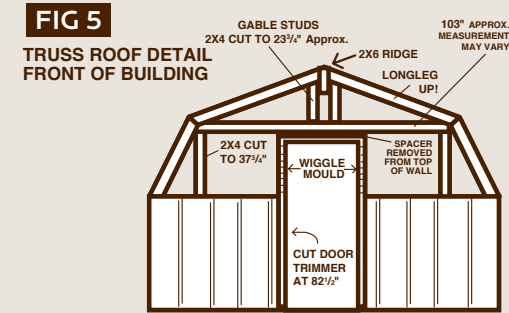 FIG 5
TRUSS ROOF DETAIL
FRONT OF BUILDING
GABLE STUDS
2X4 CUT TO 23¾" Approx.
2X6 RIDGE
103" APPROX.
MEASUREMENT
MAY VARY
LONGLEG
UP!
2X4 CUT
TO 37¾"
SPACER
REMOVED
FROM TOP
OF WALL
WIGGLE
MOULD
CUT DOOR
TRIMMER
AT 82½"